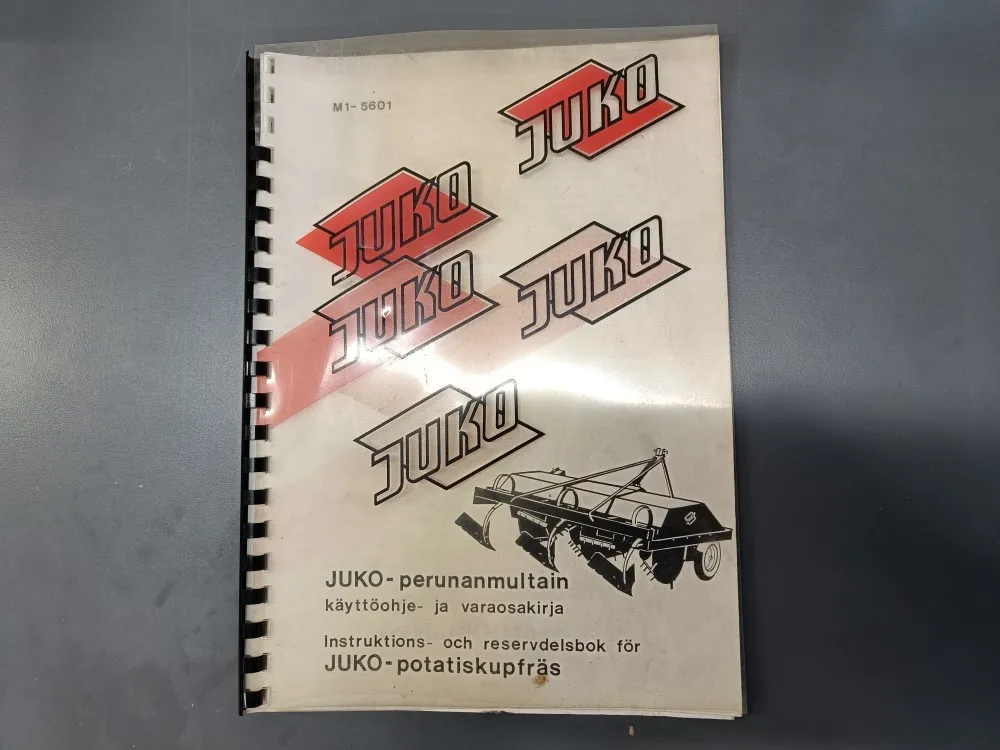 M1-5601
JUKO
JUKO
JUKO
JUKO
JUKO
JUKO-perunanmultain
käyttöohje- ja varaosakirja
Instruktions- och reservdelsbok för
JUKO-potatiskupfräs